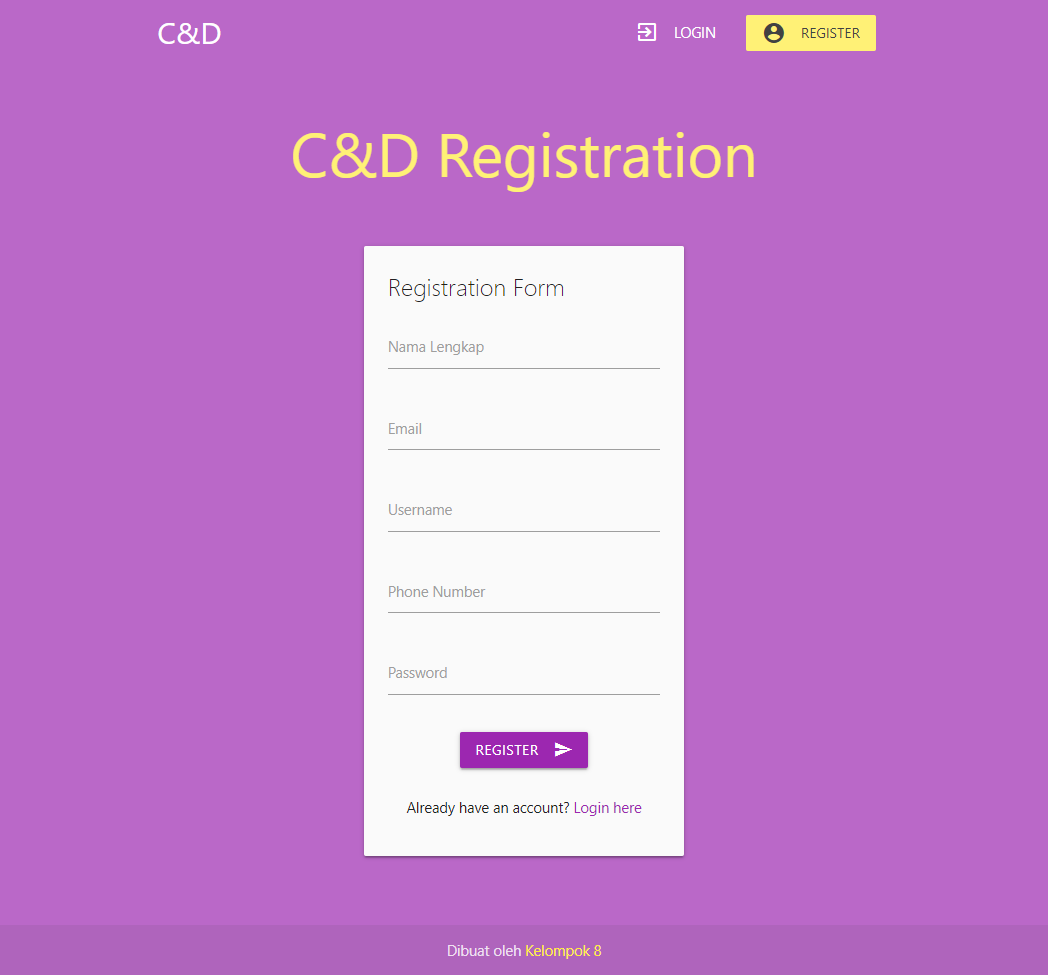 C&D
LOGIN
REGISTER
C&D Registration
Registration Form
Nama Lengkap
Email
Username
Phone Number
Password
REGISTER
Already have an account? Login here
Dibuat oleh Kelompok 8